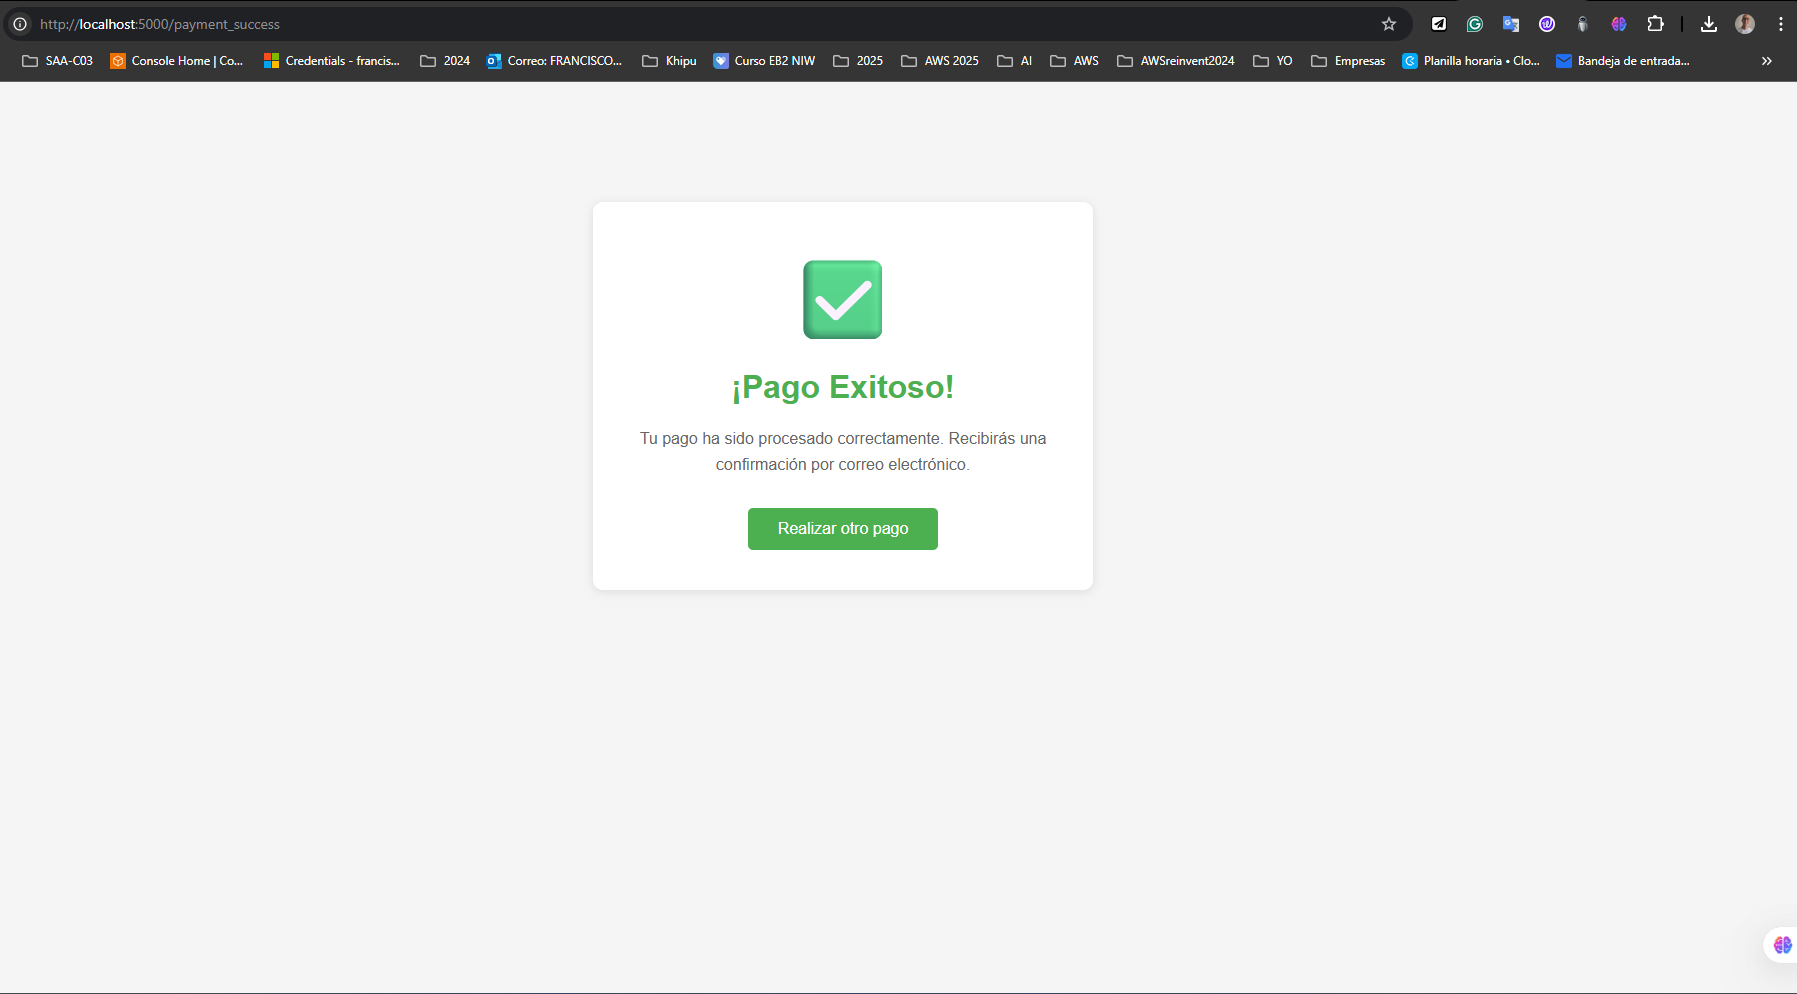 http://localhost:5000/payment_success
SAA-C03 Console Home | Co... Credentials - francis... 2024 Correo: FRANCISCO... Khipu Curso EB2 NIW 2025 AWS 2025 AI AWS AWSreinvent2024 YO Empresas Planilla horaria • Clo... Bandeja de entrada...
¡Pago Exitoso!
Tu pago ha sido procesado correctamente. Recibirás una
confirmación por correo electrónico.
Realizar otro pago